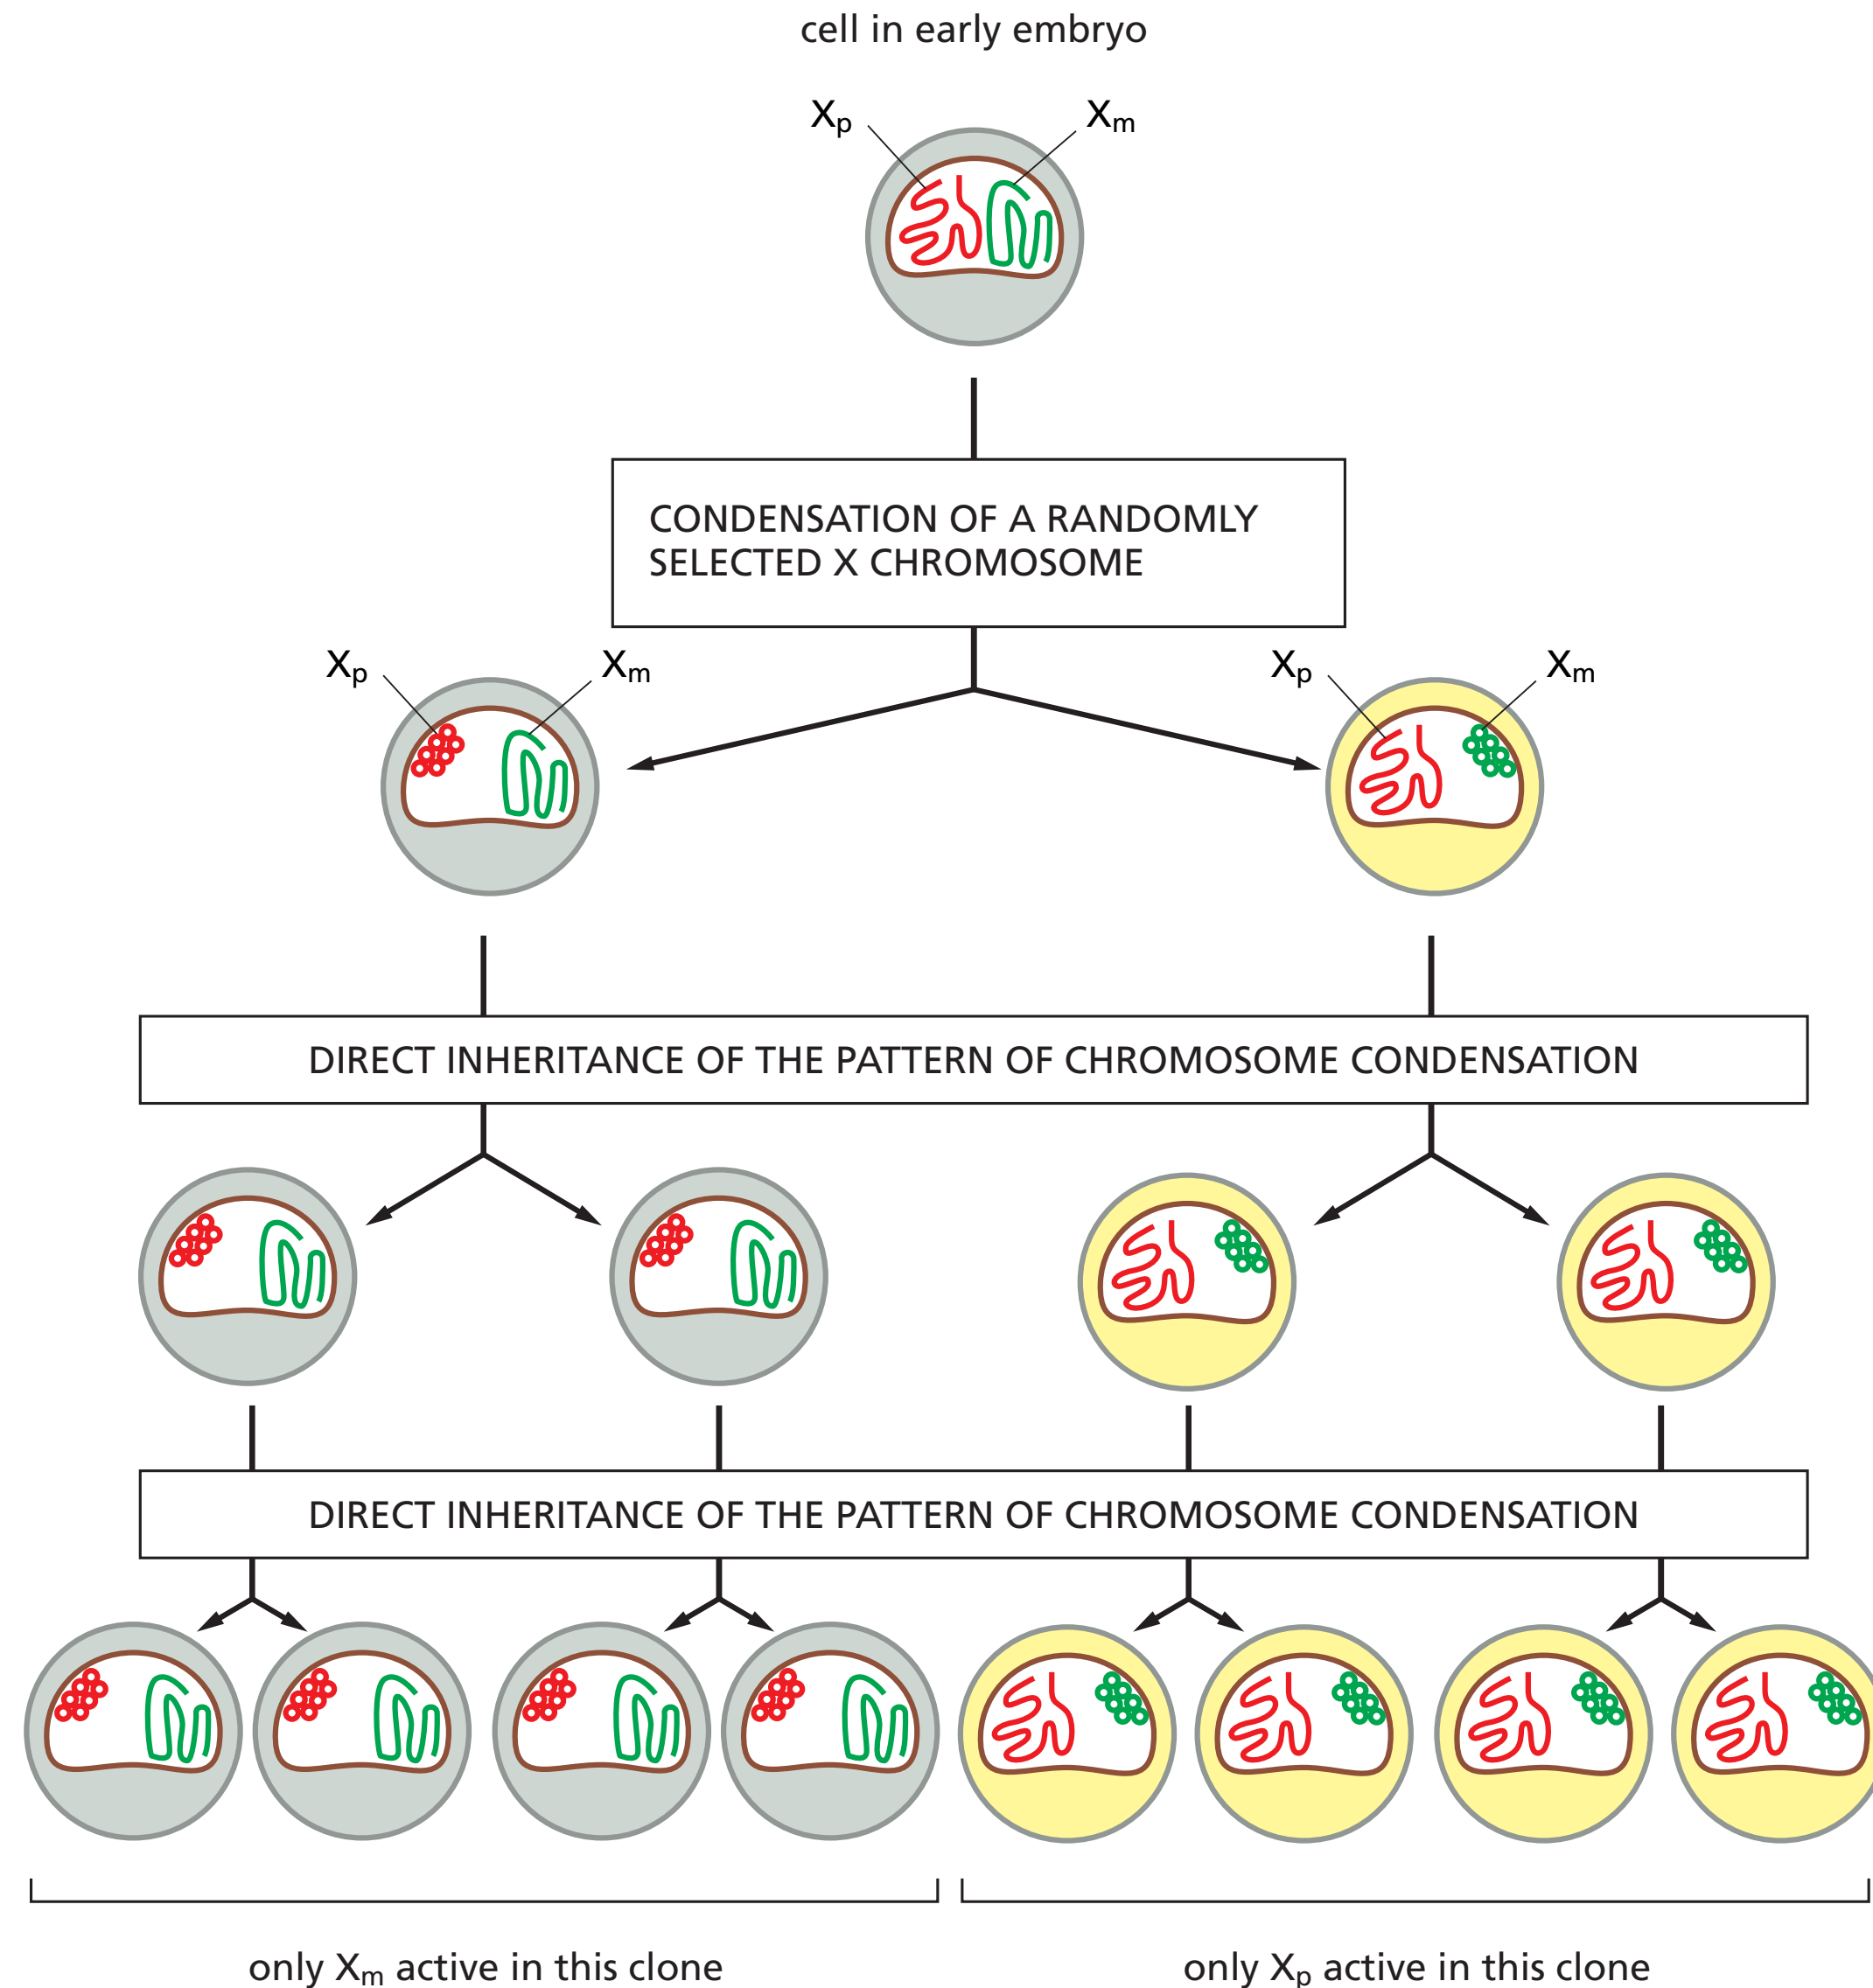 cell in early embryo
Xp Xm
CONDENSATION OF A RANDOMLY
SELECTED X CHROMOSOME
Xp Xm Xp Xm
DIRECT INHERITANCE OF THE PATTERN OF CHROMOSOME CONDENSATION
DIRECT INHERITANCE OF THE PATTERN OF CHROMOSOME CONDENSATION
only Xm active in this clone
only Xp active in this clone